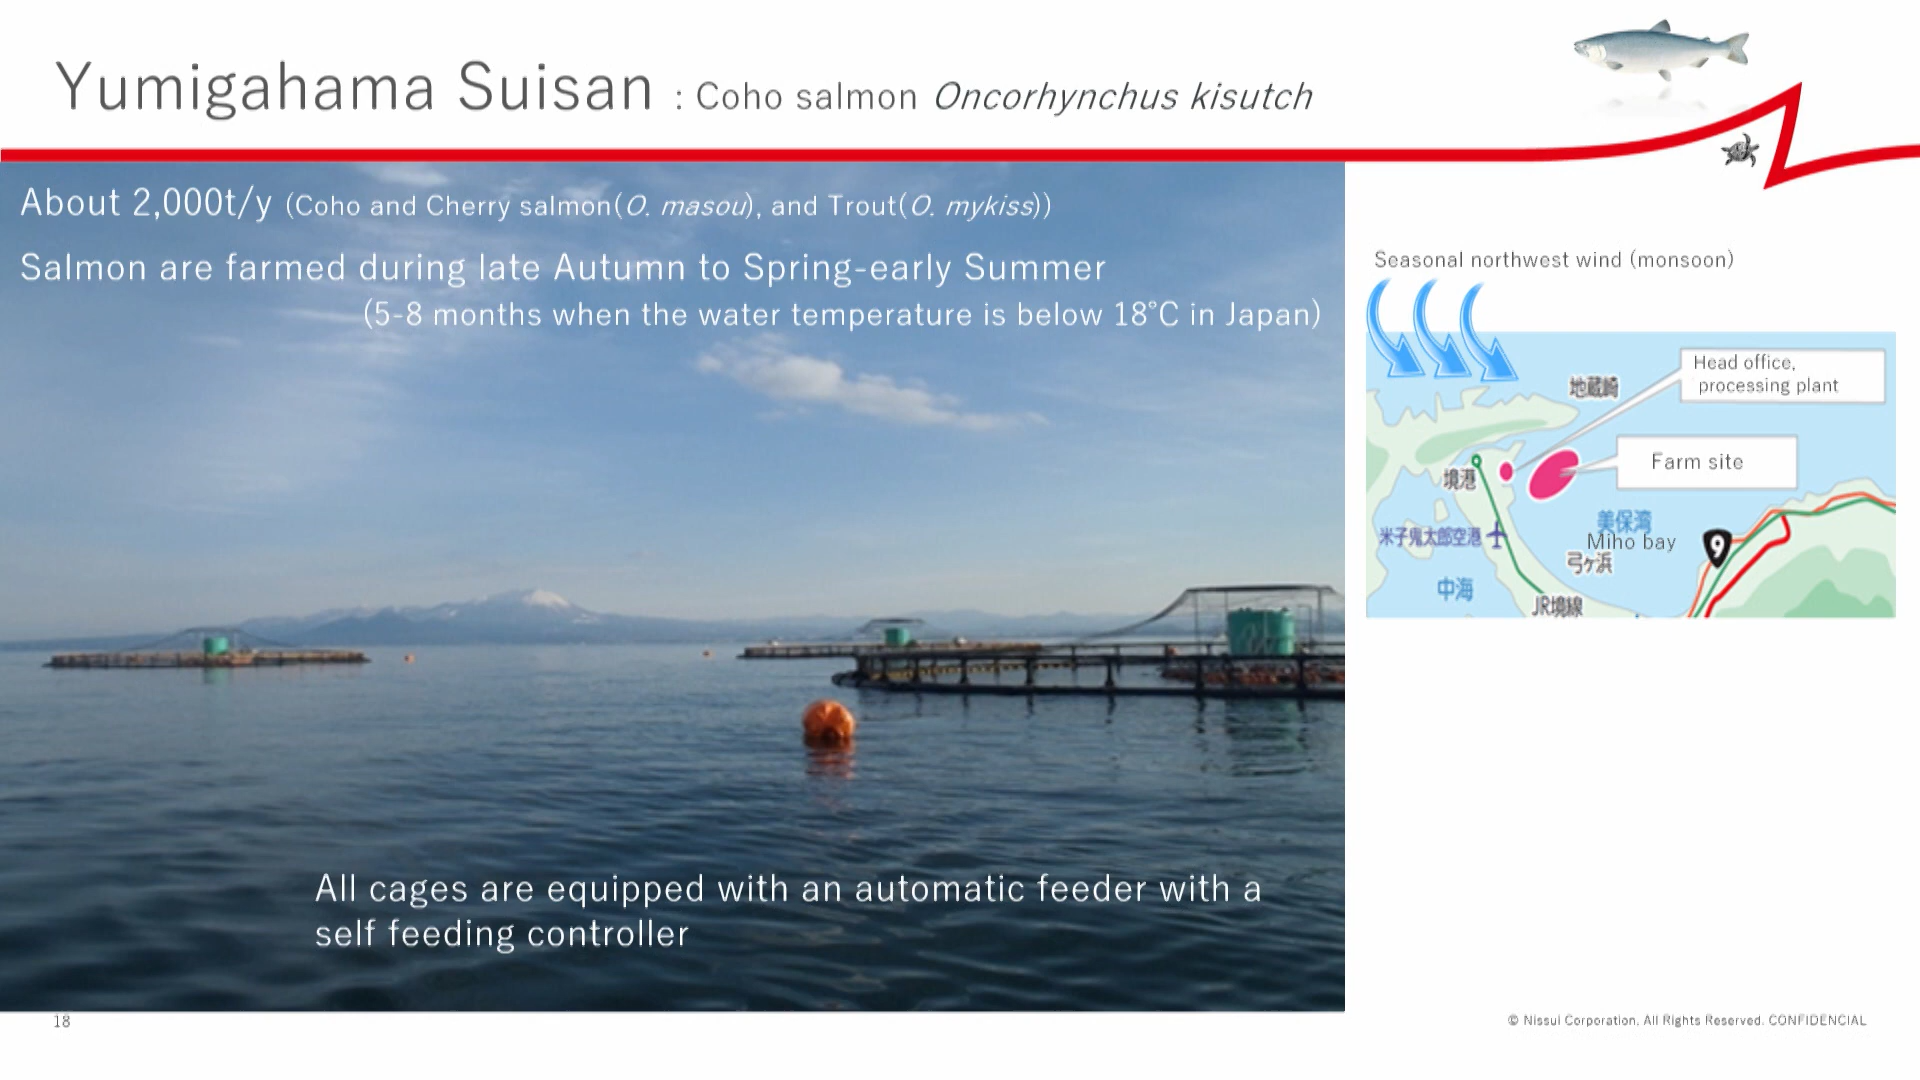 Yumigahama Suisan : Coho salmon Oncorhynchus kisutch
About 2,000t/y (Coho and Cherry salmon(O. masou), and Trout(O. mykiss))
Salmon are farmed during late Autumn to Spring-early Summer
(5-8 months when the water temperature is below 18°C in Japan)
All cages are equipped with an automatic feeder with a
self feeding controller
Seasonal northwest wind (monsoon)
Head office,
processing plant
地蔵崎
Farm site
境港
美保湾
米子鬼太郎空港
Miho bay
9
弓ヶ浜
中海
JR境線
18
© Nissui Corporation. All Rights Reserved. CONFIDENCIAL